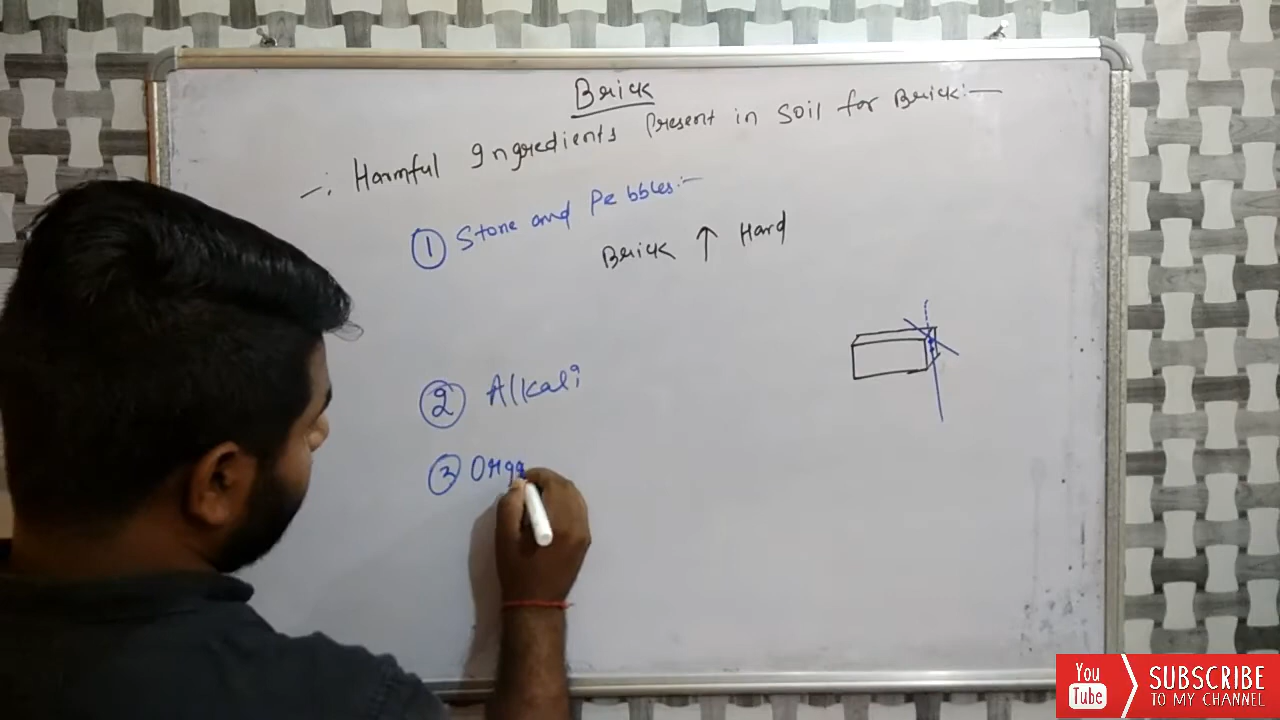 Brick
-: Harmful Ingredients Present in Soil for Brick:-
① Stone and Pebbles:-
Brick ↑ Hard
② Alkali
③ Orga
You Tube
SUBSCRIBE
TO MY CHANNEL